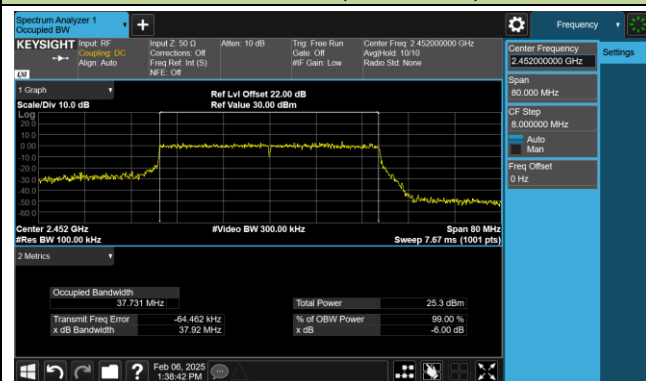 Spectrum Analyzer 1
Occupied BW
Frequency
KEYSIGHT Input: RF
Coupling: DC
Align: Auto
Input Z: 50 Ω
Corrections: Off
Freq Ref: Int (S)
NFE: Off
Atten: 10 dB
Trig: Free Run
Gate: Off
#IF Gain: Low
Center Freq: 2.452000000 GHz
Avg|Hold: 10/10
Radio Std: None
LXI
1 Graph
Scale/Div 10.0 dB
Ref Lvl Offset 22.00 dB
Ref Value 30.00 dBm
Log
20.0
10.0
0.00
-10.0
-20.0
-30.0
-40.0
-50.0
-60.0
Center 2.452 GHz
#Res BW 100.00 kHz
#Video BW 300.00 kHz
Span 80 MHz
Sweep 7.67 ms (1001 pts)
2 Metrics
Occupied Bandwidth
37.731 MHz
Transmit Freq Error -64.462 kHz
x dB Bandwidth 37.92 MHz
Total Power 25.3 dBm
% of OBW Power 99.00 %
x dB -6.00 dB
Center Frequency
2.452000000 GHz
Settings
Span
80.000 MHz
CF Step
8.000000 MHz
Auto
Man
Freq Offset
0 Hz
Feb 06, 2025
1:38:42 PM